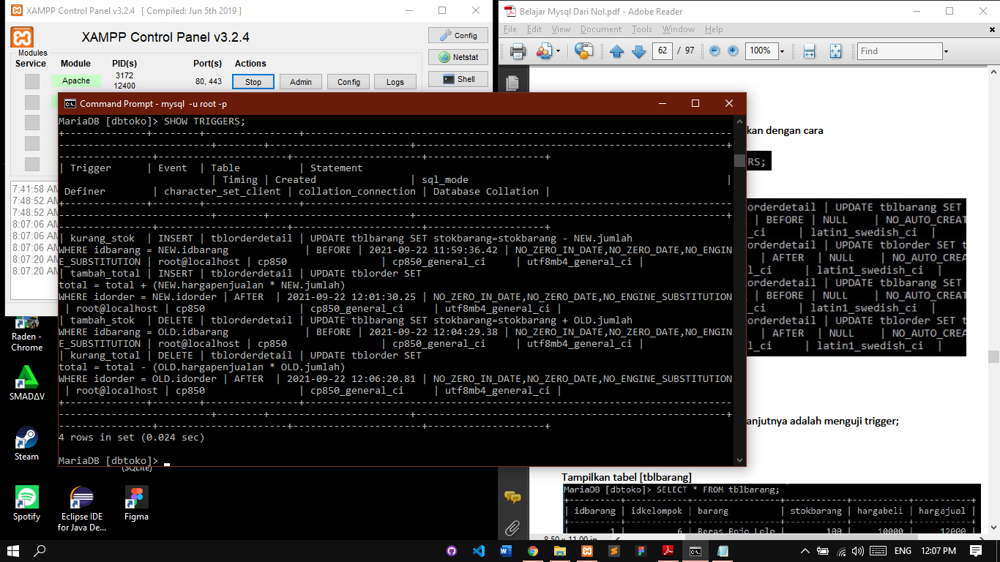 XAMPP Control Panel v3.2.4   [ Compiled: Jun 5th 2019 ]
XAMPP Control Panel v3.2.4
Modules
Service
Module
PID(s)
Port(s)
Actions
Apache
3172
12400
80, 443
Stop
Admin
Config
Logs
Config
Netstat
Shell
7:41:58 AM
7:48:52 AM
7:48:52 AM
8:07:06 AM
8:07:06 AM
8:07:06 AM
8:07:20 AM
8:07:20 AM
Belajar Mysql Dari Nol.pdf - Adobe Reader
File Edit View Document Tools Window Help
62 / 97
100%
Find
kan dengan cara
RS;
orderdetail | UPDATE tblbarang SET
| BEFORE | NULL | NO_AUTO_CREAT
_ci | latin1_swedish_ci |
orderdetail | UPDATE tblorder SET t
| AFTER | NULL | NO_AUTO_CREAT
l_ci | latin1_swedish_ci |
orderdetail | UPDATE tblbarang SET
| BEFORE | NULL | NO_AUTO_CREAT
_ci | latin1_swedish_ci |
orderdetail | UPDATE tblorder SET t
| AFTER | NULL | NO_AUTO_CREAT
l_ci | latin1_swedish_ci |
anjutnya adalah menguji trigger;
Tampilkan tabel [tblbarang]
MariaDB [dbtoko]> SELECT * FROM tblbarang;
| idbarang | idkelompok | barang | stokbarang | hargabeli | hargajual |
| 1 | 6 | Beras Rojo Lele | 100 | 10000 | 12000 |
8.50 x 11.00 in
Command Prompt - mysql  -u root -p
MariaDB [dbtoko]> SHOW TRIGGERS;
| Trigger | Event | Table | Statement
| Timing | Created | sql_mode |
Definer | character_set_client | collation_connection | Database Collation |
| kurang_stok | INSERT | tblorderdetail | UPDATE tblbarang SET stokbarang=stokbarang - NEW.jumlah
WHERE idbarang = NEW.idbarang | BEFORE | 2021-09-22 11:59:36.42 | NO_ZERO_IN_DATE,NO_ZERO_DATE,NO_ENGIN
E_SUBSTITUTION | root@localhost | cp850 | cp850_general_ci | utf8mb4_general_ci |
| tambah_total | INSERT | tblorderdetail | UPDATE tblorder SET
total = total + (NEW.hargapenjualan * NEW.jumlah)
WHERE idorder = NEW.idorder | AFTER | 2021-09-22 12:01:30.25 | NO_ZERO_IN_DATE,NO_ZERO_DATE,NO_ENGINE_SUBSTITUTION
| root@localhost | cp850 | cp850_general_ci | utf8mb4_general_ci |
| tambah_stok | DELETE | tblorderdetail | UPDATE tblbarang SET stokbarang=stokbarang + OLD.jumlah
WHERE idbarang = OLD.idbarang | BEFORE | 2021-09-22 12:04:29.38 | NO_ZERO_IN_DATE,NO_ZERO_DATE,NO_ENGIN
E_SUBSTITUTION | root@localhost | cp850 | cp850_general_ci | utf8mb4_general_ci |
| kurang_total | DELETE | tblorderdetail | UPDATE tblorder SET
total = total - (OLD.hargapenjualan * OLD.jumlah)
WHERE idorder = OLD.idorder | AFTER | 2021-09-22 12:06:20.81 | NO_ZERO_IN_DATE,NO_ZERO_DATE,NO_ENGINE_SUBSTITUTION
| root@localhost | cp850 | cp850_general_ci | utf8mb4_general_ci |
4 rows in set (0.024 sec)
MariaDB [dbtoko]>
Raden -
Chrome
SMAD∆V
Steam
(SQLite)
Spotify
Eclipse IDE
for Java De...
Figma
ENG
12:07 PM